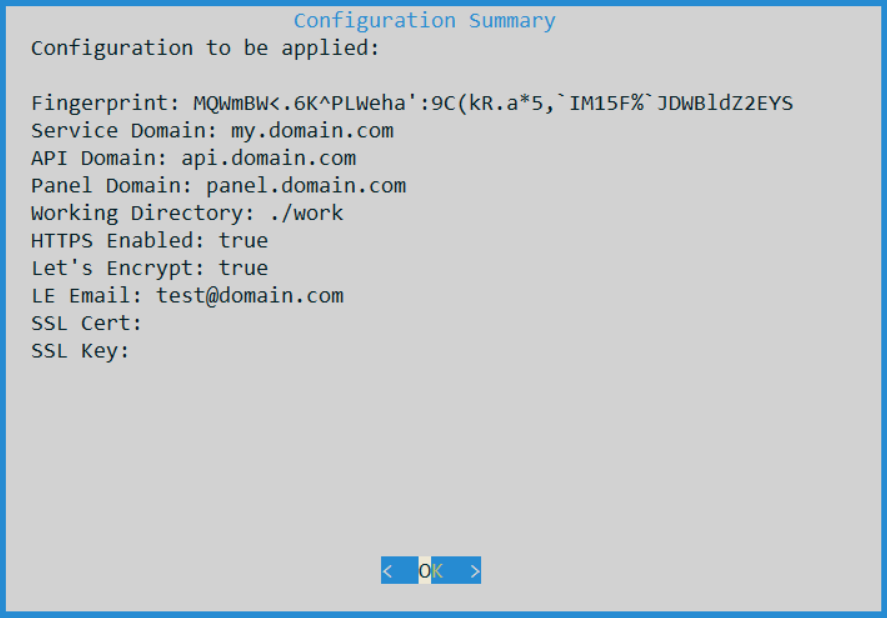 Configuration Summary
Configuration to be applied:
Fingerprint: MQWmBW<.6K^PLWeha':9C(kR.a*5,`IM15F%`JDWBldZ2EYS
Service Domain: my.domain.com
API Domain: api.domain.com
Panel Domain: panel.domain.com
Working Directory: ./work
HTTPS Enabled: true
Let's Encrypt: true
LE Email: test@domain.com
SSL Cert:
SSL Key:
< OK >